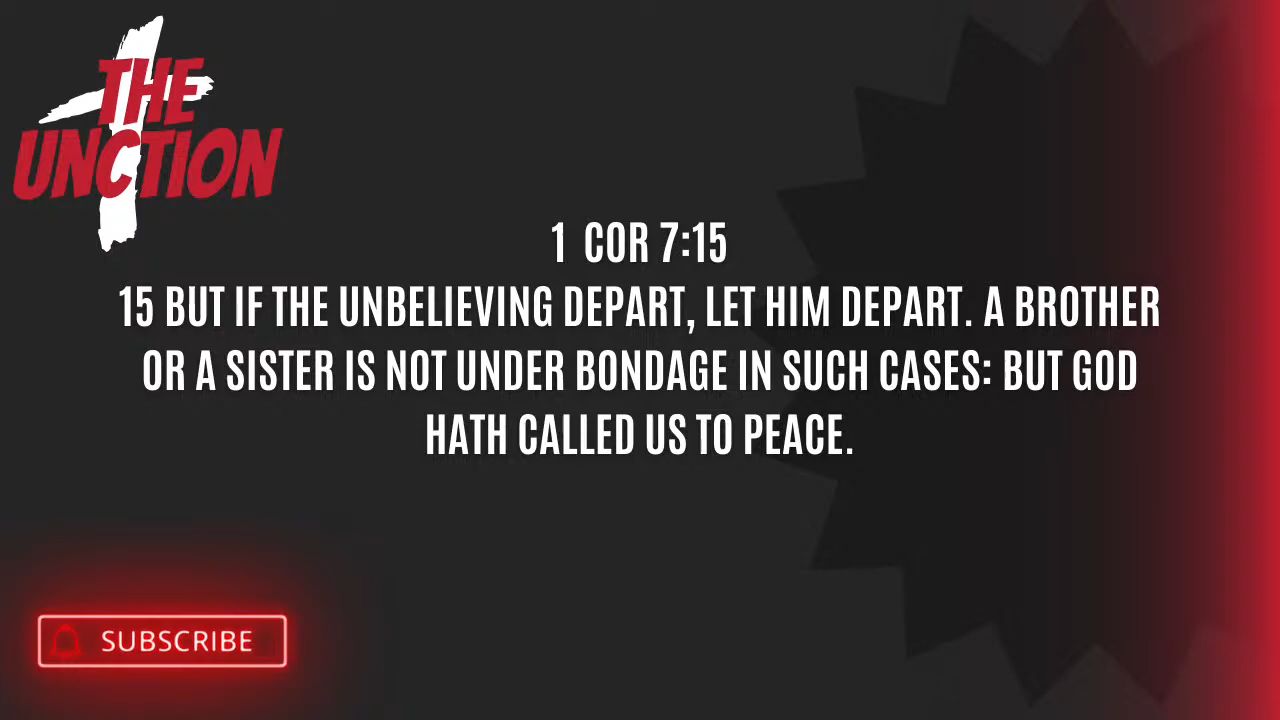 THE
UNCTION
1 COR 7:15
15 BUT IF THE UNBELIEVING DEPART, LET HIM DEPART. A BROTHER
OR A SISTER IS NOT UNDER BONDAGE IN SUCH CASES: BUT GOD
HATH CALLED US TO PEACE.
SUBSCRIBE